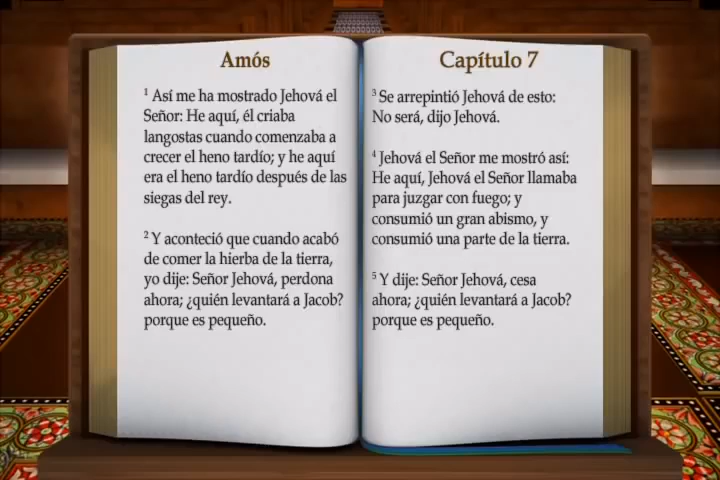 Amós
¹ Así me ha mostrado Jehová el
Señor: He aquí, él criaba
langostas cuando comenzaba a
crecer el heno tardío; y he aquí
era el heno tardío después de las
siegas del rey.
² Y aconteció que cuando acabó
de comer la hierba de la tierra,
yo dije: Señor Jehová, perdona
ahora; ¿quién levantará a Jacob?
porque es pequeño.
Capítulo 7
³ Se arrepintió Jehová de esto:
No será, dijo Jehová.
⁴ Jehová el Señor me mostró así:
He aquí, Jehová el Señor llamaba
para juzgar con fuego; y
consumió un gran abismo, y
consumió una parte de la tierra.
⁵ Y dije: Señor Jehová, cesa
ahora; ¿quién levantará a Jacob?
porque es pequeño.